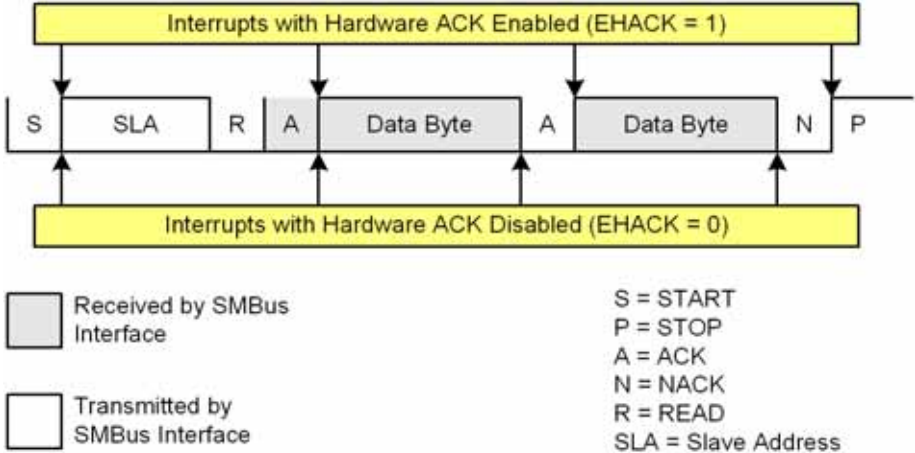 Interrupts with Hardware ACK Enabled (EHACK = 1)
S SLA R A Data Byte A Data Byte N P
Interrupts with Hardware ACK Disabled (EHACK = 0)
Received by SMBus
Interface
Transmitted by
SMBus Interface
S = START
P = STOP
A = ACK
N = NACK
R = READ
SLA = Slave Address